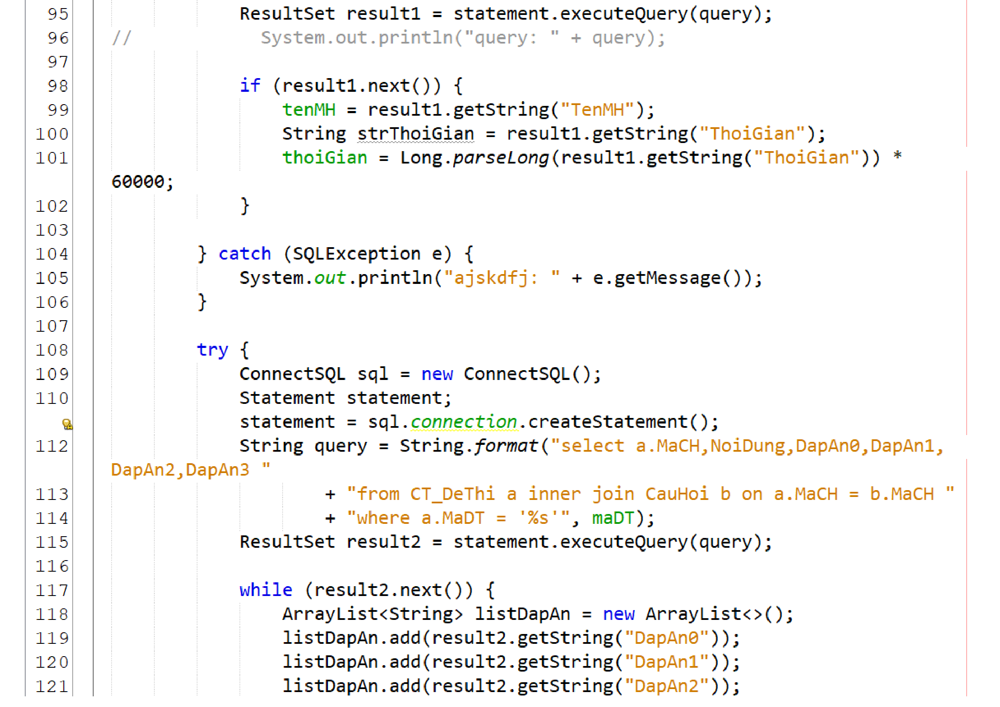 95 ResultSet result1 = statement.executeQuery(query);
96 // System.out.println("query: " + query);
97
98 if (result1.next()) {
99 tenMH = result1.getString("TenMH");
100 String strThoiGian = result1.getString("ThoiGian");
101 thoiGian = Long.parseLong(result1.getString("ThoiGian")) *
60000;
102 }
103
104 } catch (SQLException e) {
105 System.out.println("ajskdfj: " + e.getMessage());
106 }
107
108 try {
109 ConnectSQL sql = new ConnectSQL();
110 Statement statement;
statement = sql.connection.createStatement();
112 String query = String.format("select a.MaCH,NoiDung,DapAn0,DapAn1,
DapAn2,DapAn3 "
113 + "from CT_DeThi a inner join CauHoi b on a.MaCH = b.MaCH "
114 + "where a.MaDT = '%s'", maDT);
115 ResultSet result2 = statement.executeQuery(query);
116
117 while (result2.next()) {
118 ArrayList<String> listDapAn = new ArrayList<>();
119 listDapAn.add(result2.getString("DapAn0"));
120 listDapAn.add(result2.getString("DapAn1"));
121 listDapAn.add(result2.getString("DapAn2"));